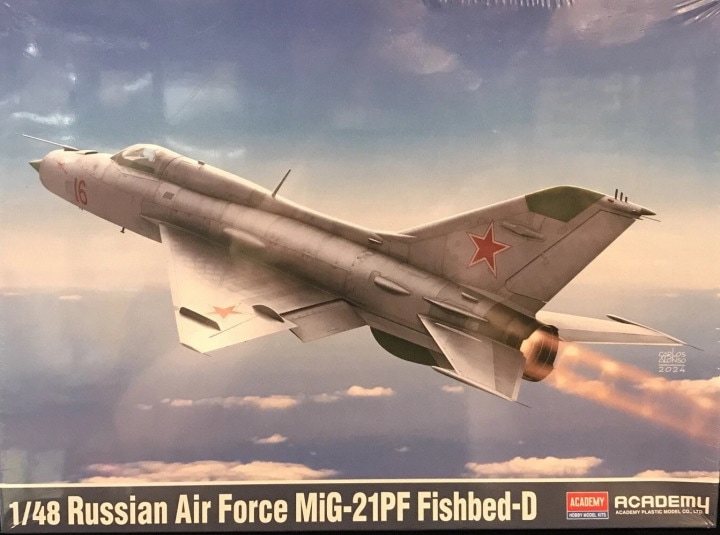 16
CARLOS
ALONSO
2024
1/48 Russian Air Force MiG-21PF Fishbed-D
ACADEMY
HOBBY MODEL KITS
ACADEMY
ACADEMY PLASTIC MODEL CO., LTD.